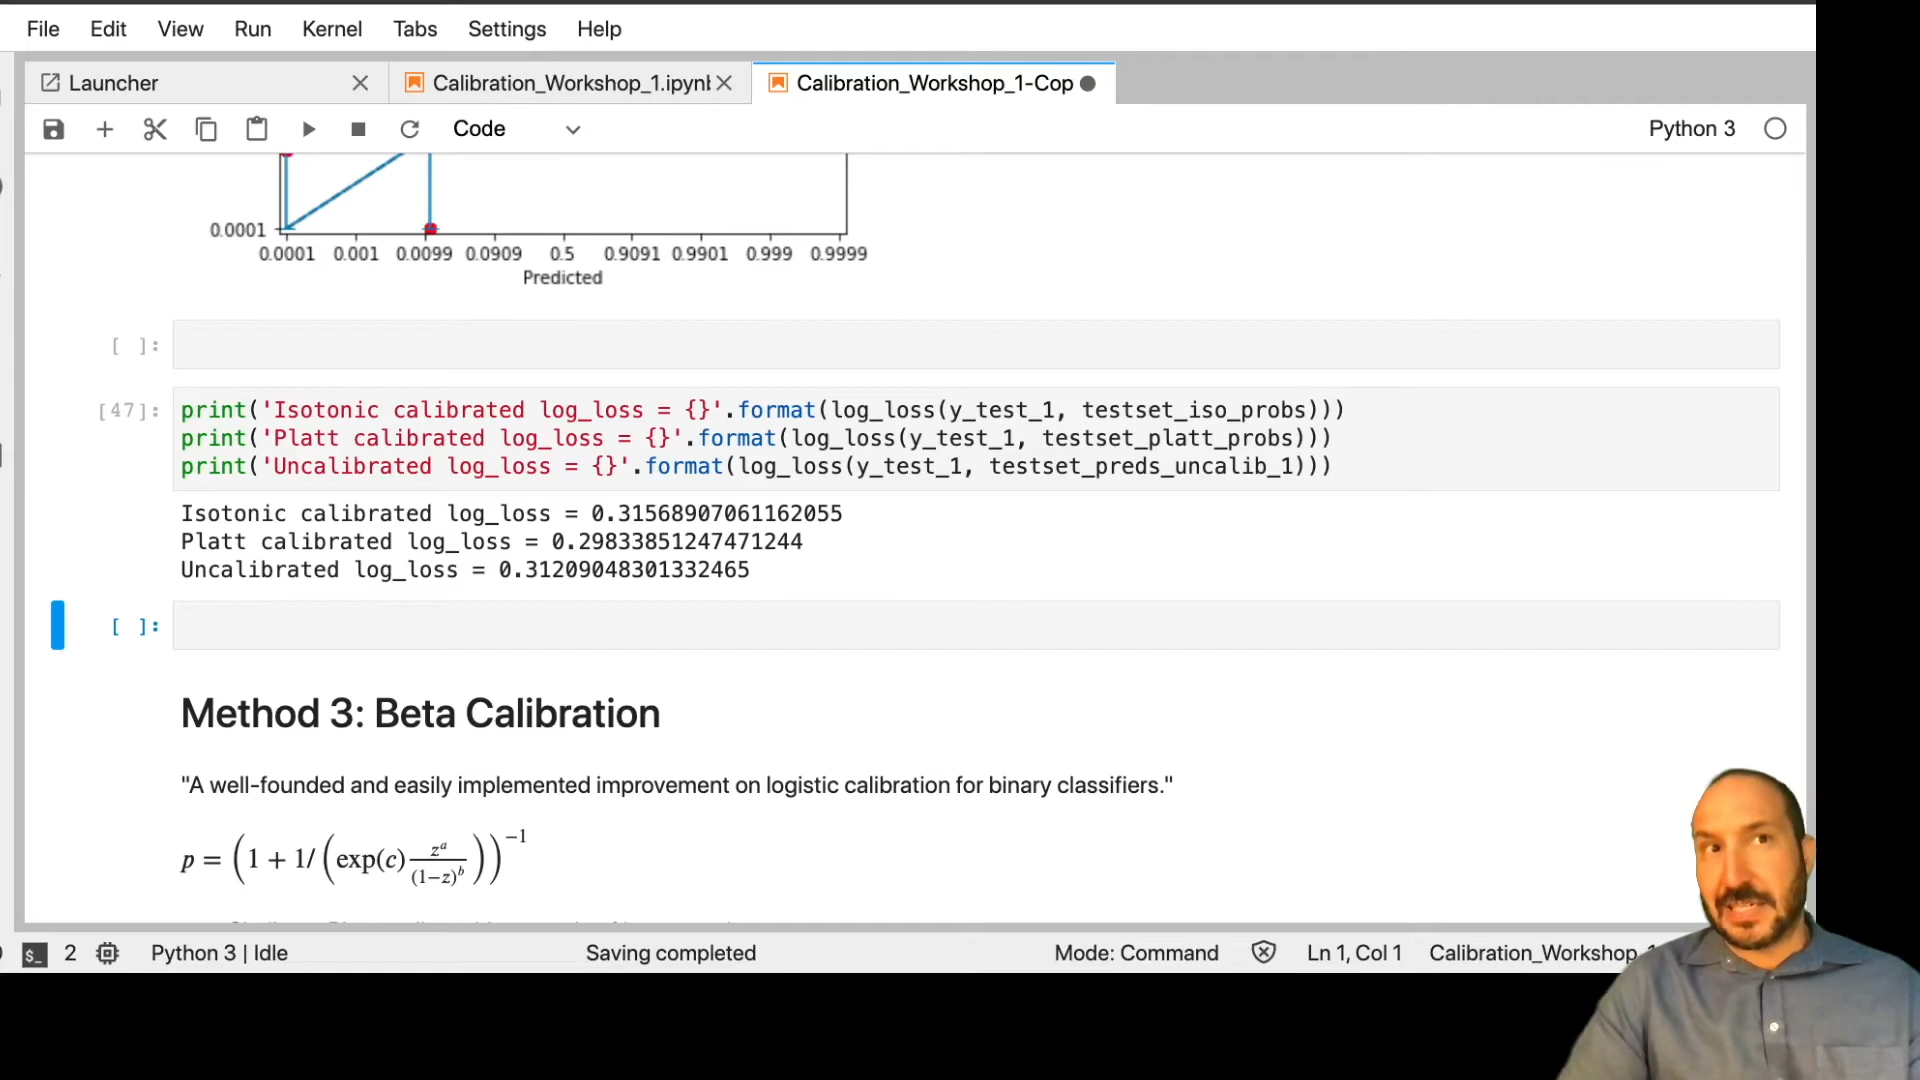 File Edit View Run Kernel Tabs Settings Help
Launcher Calibration_Workshop_1.ipynb Calibration_Workshop_1-Cop
Code Python 3
0.0001
0.0001 0.001 0.0099 0.0909 0.5 0.9091 0.9901 0.999 0.9999
Predicted
[ ]:
[47]: print('Isotonic calibrated log_loss = {}'.format(log_loss(y_test_1, testset_iso_probs)))
print('Platt calibrated log_loss = {}'.format(log_loss(y_test_1, testset_platt_probs)))
print('Uncalibrated log_loss = {}'.format(log_loss(y_test_1, testset_preds_uncalib_1)))
Isotonic calibrated log_loss = 0.31568907061162055
Platt calibrated log_loss = 0.29833851247471244
Uncalibrated log_loss = 0.31209048301332465
[ ]:
Method 3: Beta Calibration
"A well-founded and easily implemented improvement on logistic calibration for binary classifiers."
p = (1 + 1/(exp(c) z^a/(1−z)^b))^−1
$_ 2 Python 3 | Idle Saving completed Mode: Command Ln 1, Col 1 Calibration_Workshop_